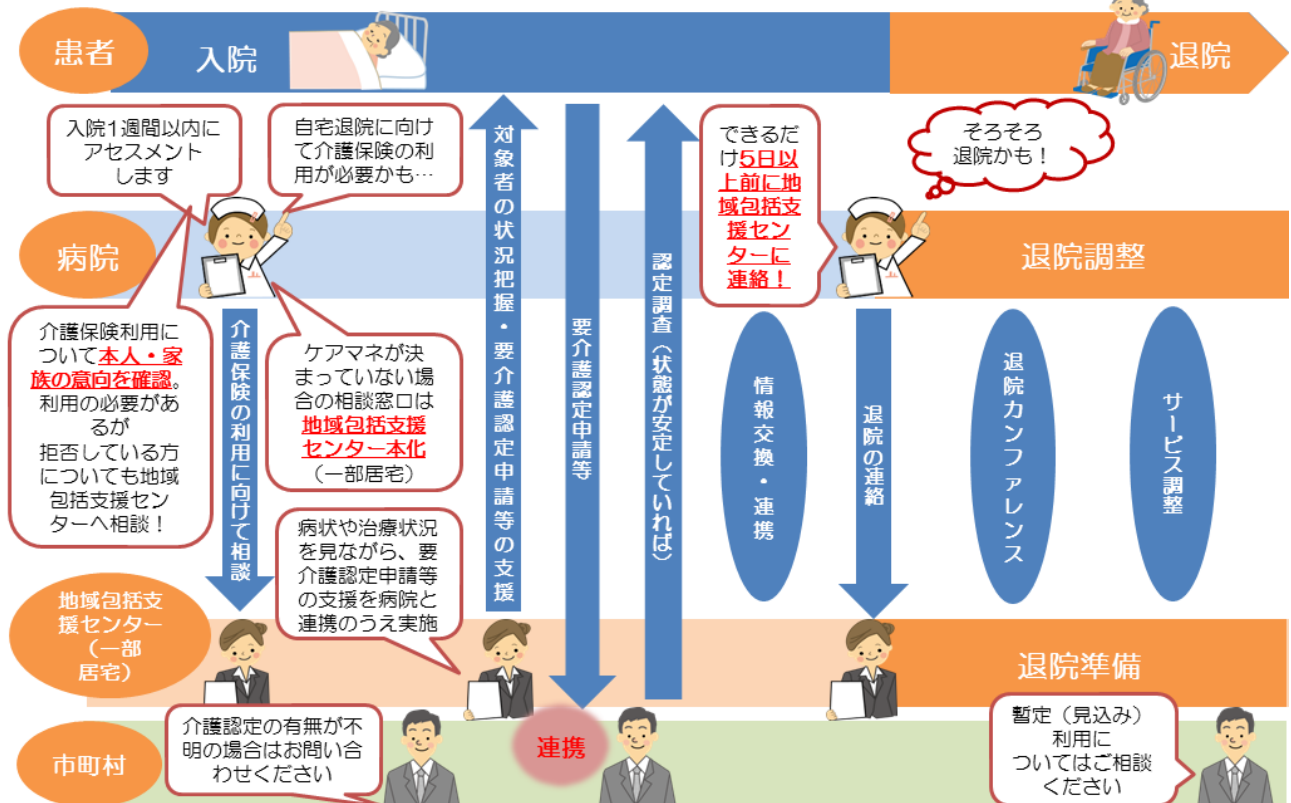 患者
入院
退院
入院1週間以内に
アセスメント
します
自宅退院に向け
て介護保険の利
用が必要かも…
対象者の状況把握・要介護認定申請等の支援
要介護認定申請等
認定調査（状態が安定していれば）
できるだ
け5日以
上前に地
域包括支
援セン
ターに
連絡！
そろそろ
退院かも！
病院
退院調整
介護保険利用に
ついて本人・家
族の意向を確認。
利用の必要があ
るが
拒否している方
についても地域
包括支援セン
ターへ相談！
介護保険の利用に向けて相談
ケアマネが決
まっていない場
合の相談窓口は
地域包括支援
センター本化
（一部居宅）
情報交換・連携
退院の連絡
退院カンファレンス
サービス調整
病状や治療状況
を見ながら、要
介護認定申請等
の支援を病院と
連携のうえ実施
地域包括支
援センター
（一部
居宅）
退院準備
市町村
介護認定の有無が不
明の場合はお問い合
わせください
連携
暫定（見込み）
利用に
ついてはご相談
ください